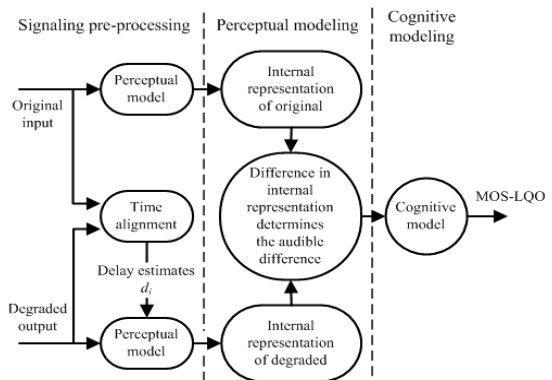 Signaling pre-processing
Perceptual modeling
Cognitive
modeling
Perceptual
model
Internal
representation
of original
Original
input
Difference in
internal
representation
determines
the audible
difference
Time
alignment
Cognitive
model
MOS-LQO
Delay estimates
di
Degraded
output
Perceptual
model
Internal
representation
of degraded